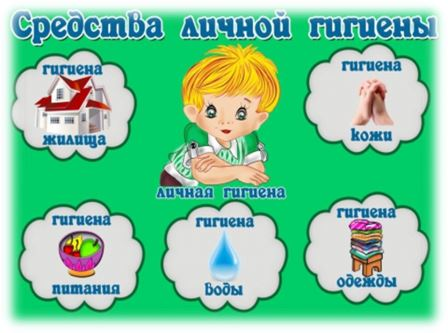 Средства личной гигиены
гигиена
жилища
гигиена
кожи
личная гигиена
гигиена
питания
гигиена
воды
гигиена
одежды